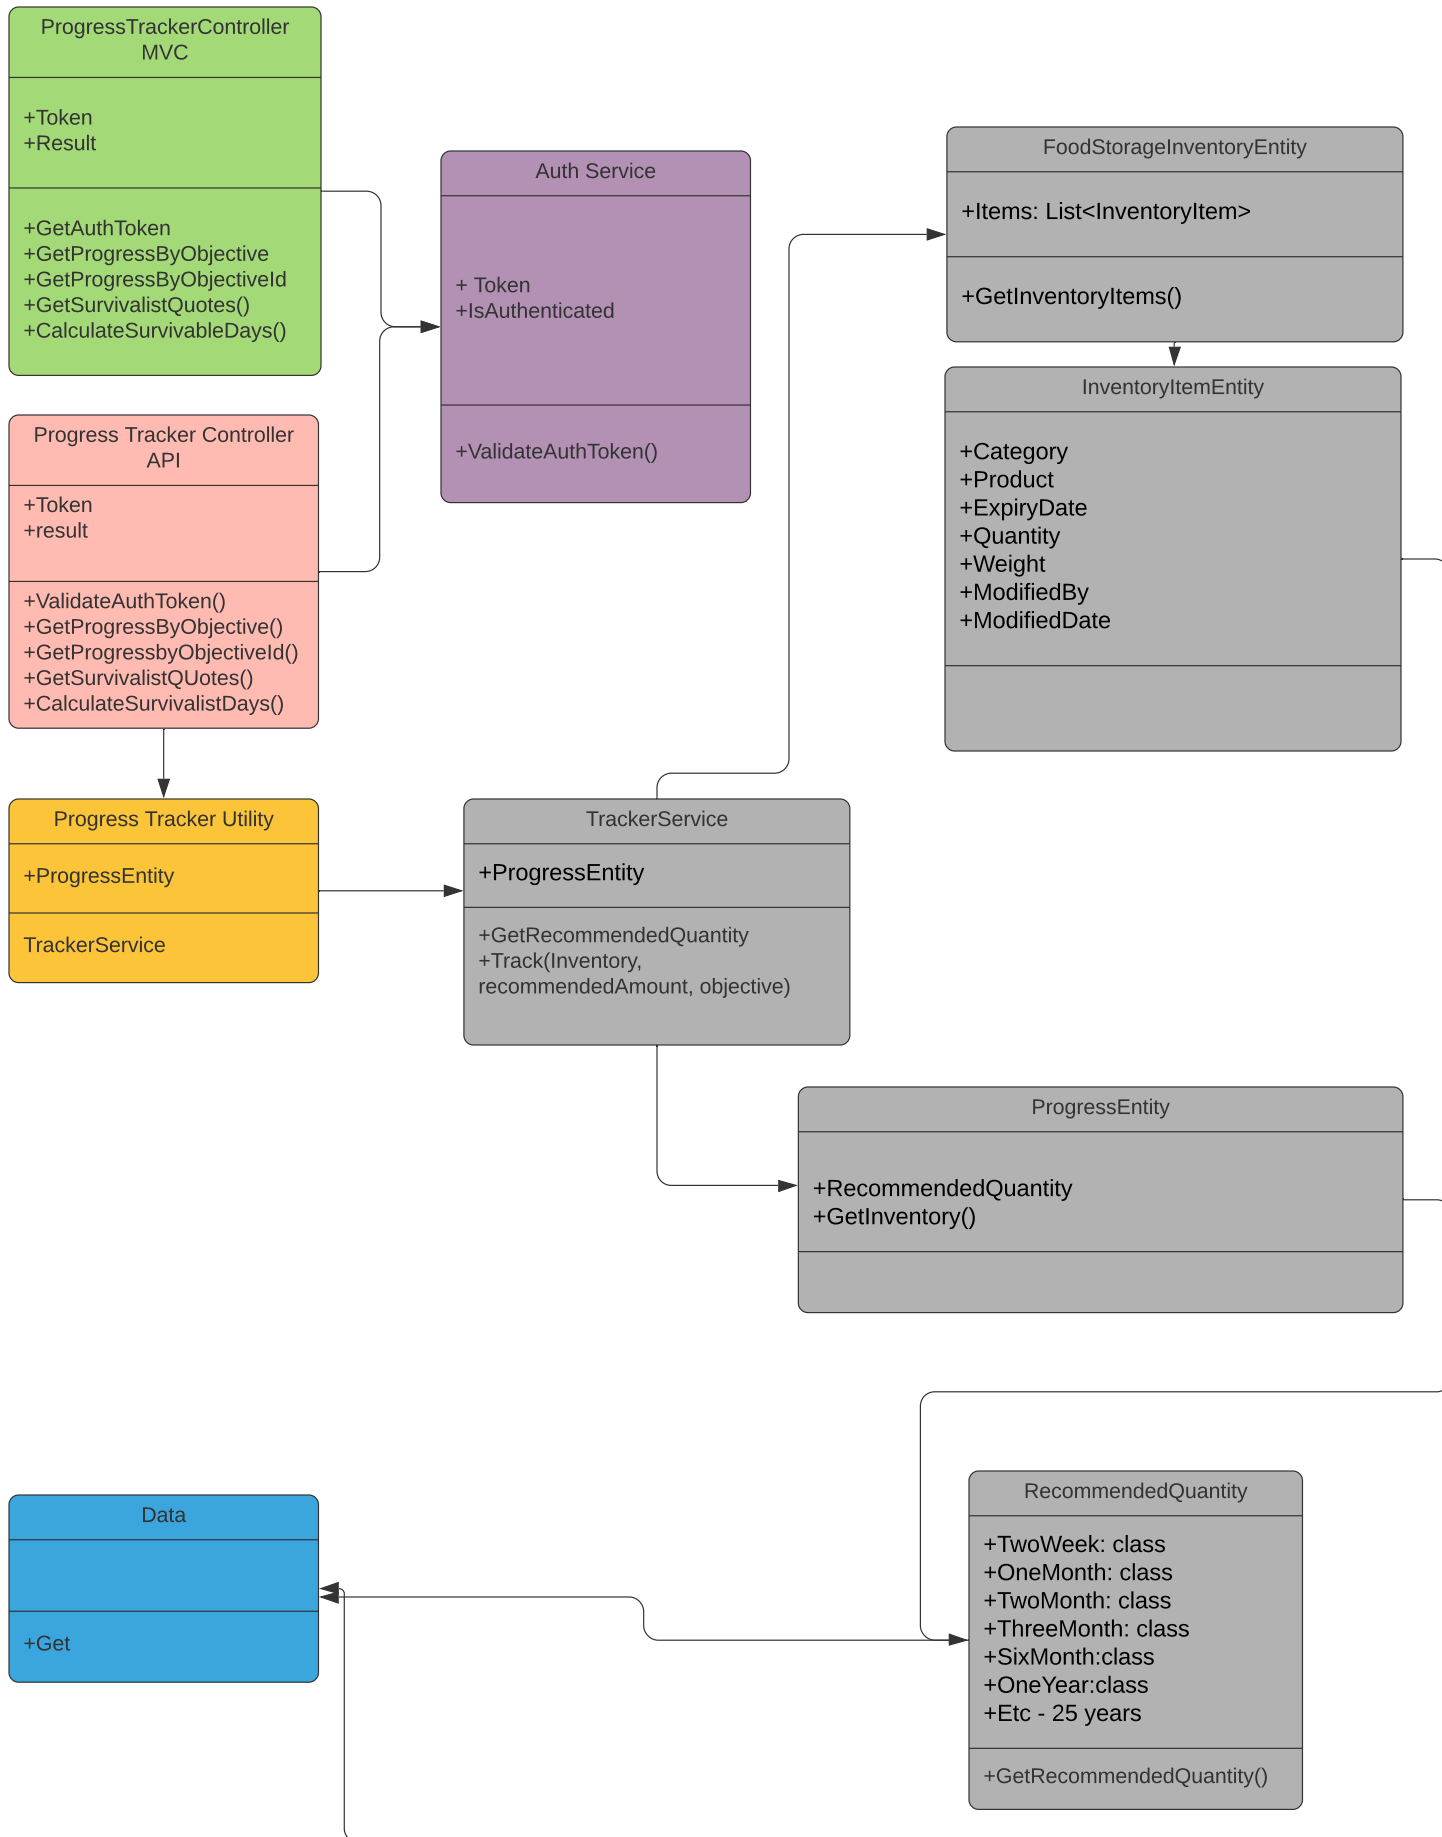 ProgressTrackerController
MVC
+Token
+Result
+GetAuthToken
+GetProgressByObjective
+GetProgressByObjectiveId
+GetSurvivalistQuotes()
+CalculateSurvivableDays()
Auth Service
+ Token
+IsAuthenticated
+ValidateAuthToken()
FoodStorageInventoryEntity
+Items: List<InventoryItem>
+GetInventoryItems()
InventoryItemEntity
+Category
+Product
+ExpiryDate
+Quantity
+Weight
+ModifiedBy
+ModifiedDate
Progress Tracker Controller
API
+Token
+result
+ValidateAuthToken()
+GetProgressByObjective()
+GetProgressbyObjectiveId()
+GetSurvivalistQUotes()
+CalculateSurvivalistDays()
Progress Tracker Utility
+ProgressEntity
TrackerService
TrackerService
+ProgressEntity
+GetRecommendedQuantity
+Track(Inventory,
recommendedAmount, objective)
ProgressEntity
+RecommendedQuantity
+GetInventory()
Data
+Get
RecommendedQuantity
+TwoWeek: class
+OneMonth: class
+TwoMonth: class
+ThreeMonth: class
+SixMonth:class
+OneYear:class
+Etc - 25 years
+GetRecommendedQuantity()